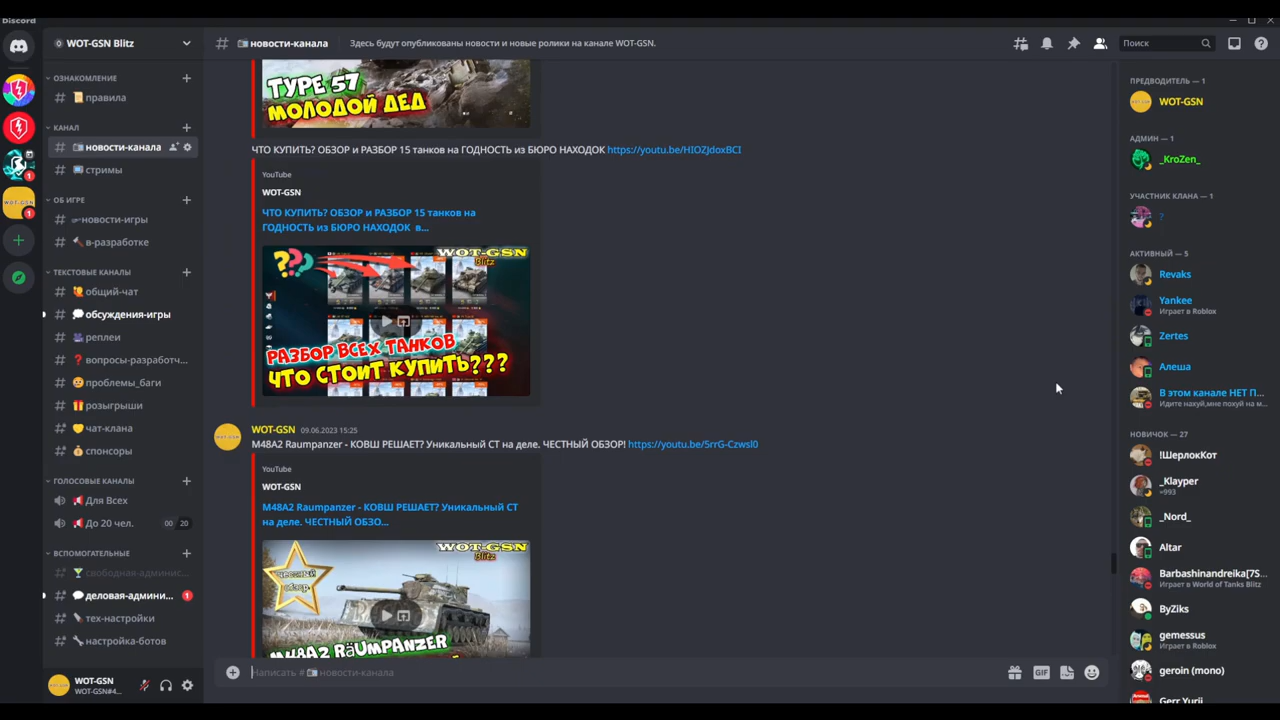 Discord
WOT-GSN Blitz
ОЗНАКОМЛЕНИЕ
правила
КАНАЛ
новости-канала
стримы
ОБ ИГРЕ
новости-игры
в-разработке
ТЕКСТОВЫЕ КАНАЛЫ
общий-чат
обсуждения-игры
реплеи
вопросы-разработч...
проблемы_баги
розыгрыши
чат-клана
спонсоры
ГОЛОСОВЫЕ КАНАЛЫ
Для Всех
До 20 чел. 00 20
ВСПОМОГАТЕЛЬНЫЕ
свободная-админис...
деловая-админи... 1
тех-настройки
настройка-ботов
WOT-GSN
WOT-GSN#4...
# новости-канала Здесь будут опубликованы новости и новые ролики на канале WOT-GSN.
Поиск
TYPE 57
МОЛОДОЙ ДЕД
ЧТО КУПИТЬ? ОБЗОР и РАЗБОР 15 танков на ГОДНОСТЬ из БЮРО НАХОДОК https://youtu.be/HIOZJdoxBCI
YouTube
WOT-GSN
ЧТО КУПИТЬ? ОБЗОР и РАЗБОР 15 танков на
ГОДНОСТЬ из БЮРО НАХОДОК в...
???
WOT-GSN
Blitz
РАЗБОР ВСЕХ ТАНКОВ
ЧТО СТОИТ КУПИТЬ???
WOT-GSN 09.06.2023 15:25
M48A2 Raumpanzer - КОВШ РЕШАЕТ? Уникальный СТ на деле. ЧЕСТНЫЙ ОБЗОР! https://youtu.be/5rrG-Czwsl0
YouTube
WOT-GSN
M48A2 Raumpanzer - КОВШ РЕШАЕТ? Уникальный СТ
на деле. ЧЕСТНЫЙ ОБЗО...
WOT-GSN
Blitz
честный
обзор
M48A2 RÄUMPANZER
Написать # новости-канала
GIF
ПРЕДВОДИТЕЛЬ — 1
WOT-GSN
АДМИН — 1
_KroZen_
УЧАСТНИК КЛАНА — 1
?
АКТИВНЫЙ — 5
Revaks
Yankee
Играет в Roblox
Zertes
Алеша
В этом канале НЕТ П...
Идите нахуй,мне похуй на м...
НОВИЧОК — 27
!ШерлокКот
_Klayper
=993
_Nord_
Altar
Barbashinandreika[7S...
Играет в World of Tanks Blitz
ByZiks
gemessus
Играет в Roblox
geroin (mono)
Gerr Yurii